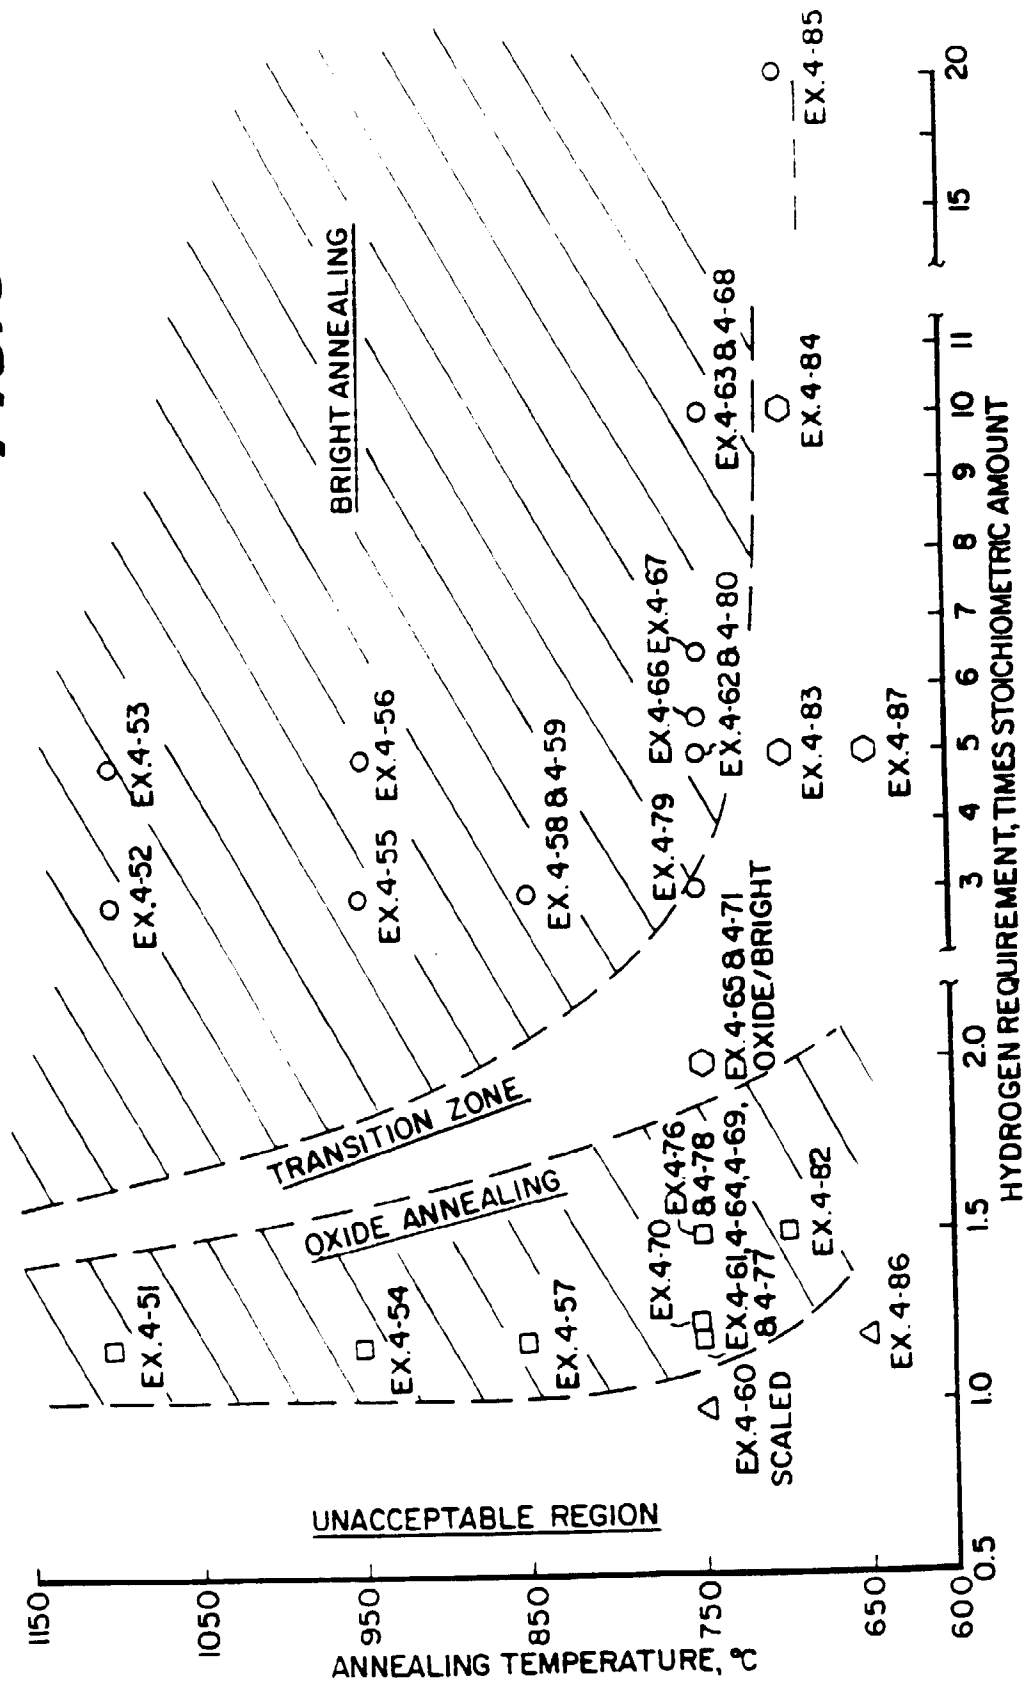 1150
1050
950
850
750
650
600
ANNEALING TEMPERATURE, °C
0.5
1.0
1.5
2.0
3
4
5
6
7
8
9
10
11
15
20
HYDROGEN REQUIREMENT, TIMES STOICHIOMETRIC AMOUNT
UNACCEPTABLE REGION
OXIDE ANNEALING
TRANSITION ZONE
BRIGHT ANNEALING
EX.4-51
EX.4-52
EX.4-53
EX.4-54
EX.4-55
EX.4-56
EX.4-57
EX.4-58 & 4-59
EX.4-60
SCALED
EX.4-70
EX.4-76
& 4-78
EX.4-61, 4-64, 4-69,
& 4-77
EX.4-65 & 4-71
OXIDE/BRIGHT
EX.4-79
EX.4-66
EX.4-67
EX.4-62 & 4-80
EX.4-63 & 4-68
EX.4-82
EX.4-83
EX.4-84
EX.4-85
EX.4-86
EX.4-87